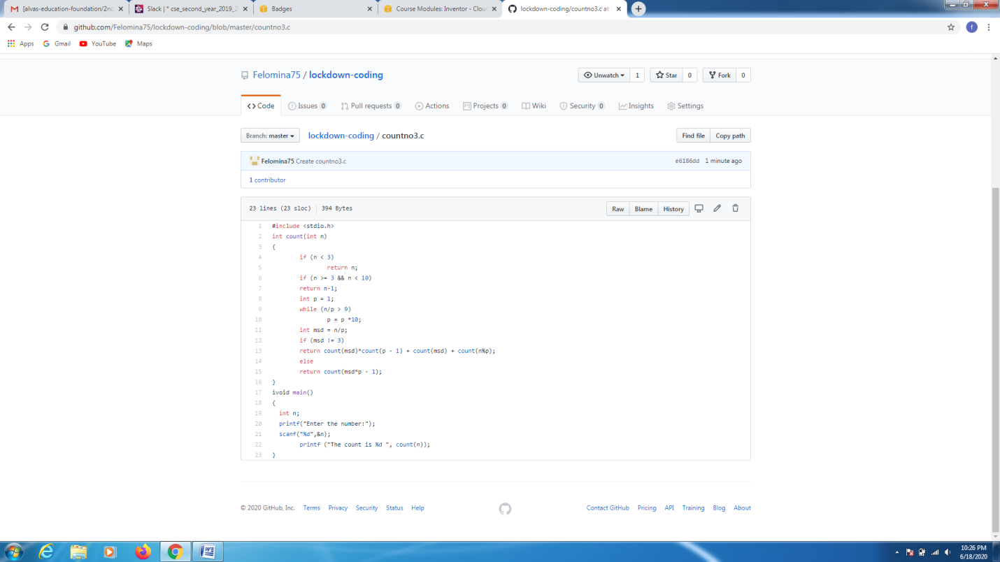 [alvas-education-foundation/2nd
Slack | * cse_second_year_2019_2
Badges
Course Modules: Inventor - Clou
lockdown-coding/countno3.c at
github.com/Felomina75/lockdown-coding/blob/master/countno3.c
f
Apps Gmail YouTube Maps
Felomina75 / lockdown-coding
Unwatch 1 Star 0 Fork 0
Code Issues 0 Pull requests 0 Actions Projects 0 Wiki Security 0 Insights Settings
Branch: master lockdown-coding / countno3.c Find file Copy path
Felomina75 Create countno3.c e6186dd 1 minute ago
1 contributor
23 lines (23 sloc) 394 Bytes Raw Blame History
1 #include <stdio.h>
2 int count(int n)
3 {
4 if (n < 3)
5 return n;
6 if (n >= 3 && n < 10)
7 return n-1;
8 int p = 1;
9 while (n/p > 9)
10 p = p *10;
11 int msd = n/p;
12 if (msd != 3)
13 return count(msd)*count(p - 1) + count(msd) + count(n%p);
14 else
15 return count(msd*p - 1);
16 }
17 ivoid main()
18 {
19 int n;
20 printf("Enter the number:");
21 scanf("%d",&n);
22 printf ("The count is %d ", count(n));
23 }
© 2020 GitHub, Inc. Terms Privacy Security Status Help Contact GitHub Pricing API Training Blog About
10:26 PM
6/18/2020